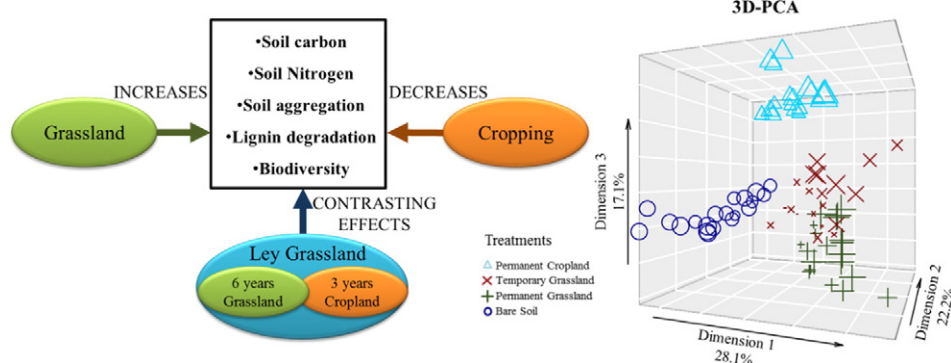 •Soil carbon
•Soil Nitrogen
•Soil aggregation
•Lignin degradation
•Biodiversity
INCREASES
DECREASES
Grassland
Cropping
CONTRASTING
EFFECTS
Ley Grassland
6 years
Grassland
3 years
Cropland
Treatments
Permanent Cropland
Temporary Grassland
Permanent Grassland
Bare Soil
3D-PCA
Dimension 3
17.1%
Dimension 1
28.1%
Dimension 2
22.2%